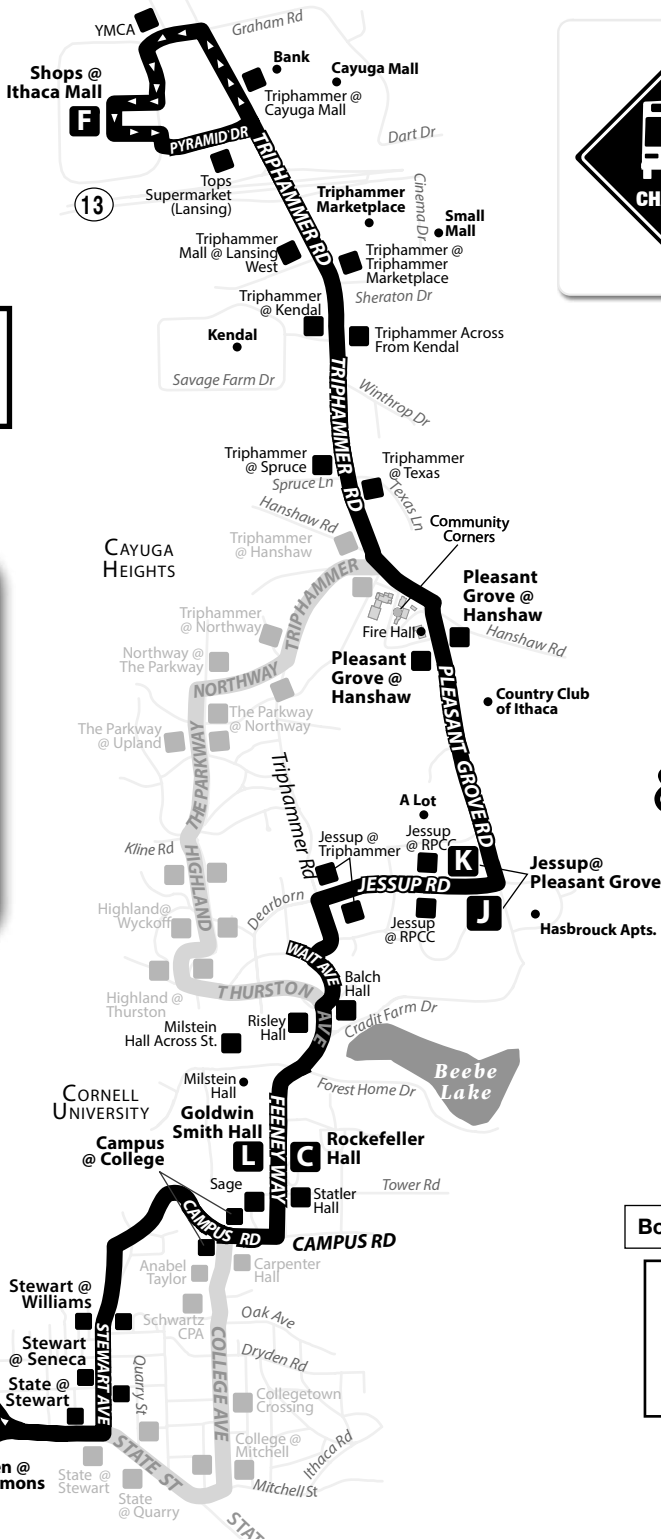 YMCA
Graham Rd
Bank
Cayuga Mall
Shops @
Ithaca Mall
F
Triphammer @
Cayuga Mall
PYRAMID DR
Dart Dr
TRIPHAMMER RD
Tops
Supermarket
(Lansing)
13
Triphammer
Marketplace
Cinema Dr
Small
Mall
CH
Triphammer
Mall @ Lansing
West
Triphammer @
Triphammer
Marketplace
Sheraton Dr
Triphammer
@ Kendal
Kendal
Triphammer Across
From Kendal
Savage Farm Dr
TRIPHAMMER RD
Winthrop Dr
Triphammer
@ Spruce
Spruce Ln
Triphammer
@ Texas
Texas Ln
Hanshaw Rd
Community
Corners
Triphammer
@ Hanshaw
CAYUGA
HEIGHTS
TRIPHAMMER
Pleasant
Grove @
Hanshaw
Triphammer
@ Northway
Fire Hall
Hanshaw Rd
Northway @
The Parkway
Pleasant
Grove @
Hanshaw
NORTHWAY
PLEASANT GROVE RD
Country Club
of Ithaca
The Parkway
@ Northway
The Parkway
@ Upland
THE PARKWAY
Triphammer Rd
&
A Lot
Jessup @
Triphammer
Jessup
@ RPCC
K
Kline Rd
HIGHLAND
JESSUP RD
Jessup@
Pleasant Grove
J
Dearborn
Highland@
Wyckoff
Jessup
@ RPCC
Hasbrouck Apts.
WAIT AVE
THURSTON AVE
Balch
Hall
Highland @
Thurston
Risley
Hall
Cradit Farm Dr
Milstein
Hall Across St.
Beebe
Lake
Milstein
Hall
Forest Home Dr
CORNELL
UNIVERSITY
Goldwin
Smith Hall
L
FEENEY WAY
C
Rockefeller
Hall
Campus
@ College
Sage
Statler
Hall
Tower Rd
CAMPUS RD
CAMPUS RD
Bo
Anabel
Taylor
Carpenter
Hall
Stewart @
Williams
Schwartz
CPA
Oak Ave
STEWART AVE
Stewart
@ Seneca
COLLEGE AVE
Dryden Rd
Quarry St
State @
Stewart
Collegetown
Crossing
en @
mons
STATE ST
State @
Stewart
College @
Mitchell
Ithaca Rd
State
@ Quarry
Mitchell St
STAT